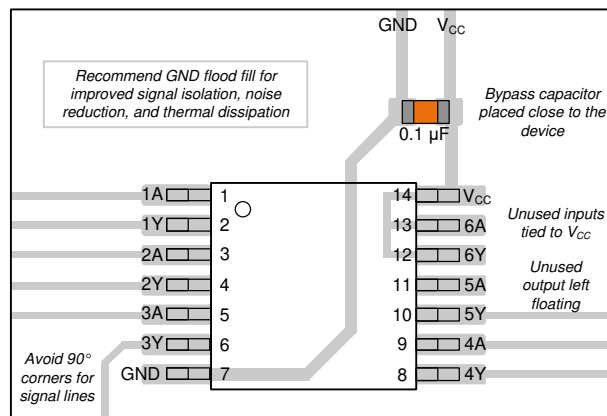 GND VCC
Recommend GND flood fill for
improved signal isolation, noise
reduction, and thermal dissipation
Bypass capacitor
placed close to the
device
0.1 µF
1A 1 14 VCC
1Y 2 13 6A
2A 3 12 6Y
2Y 4 11 5A
3A 5 10 5Y
3Y 6 9 4A
GND 7 8 4Y
Unused inputs
tied to VCC
Unused
output left
floating
Avoid 90°
corners for
signal lines